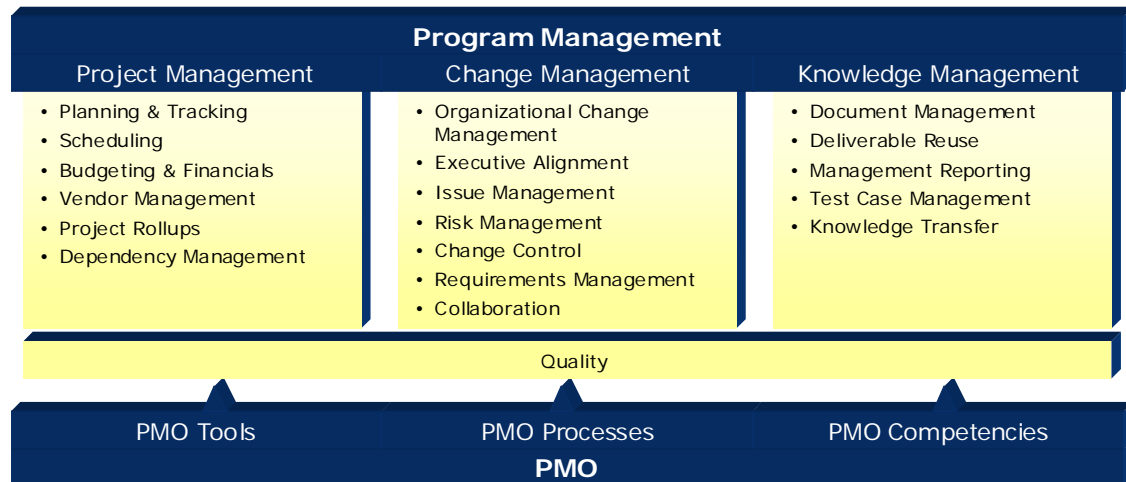 Program Management
Project Management
Change Management
Knowledge Management
• Planning & Tracking
• Scheduling
• Budgeting & Financials
• Vendor Management
• Project Rollups
• Dependency Management
• Organizational Change
Management
• Executive Alignment
• Issue Management
• Risk Management
• Change Control
• Requirements Management
• Collaboration
• Document Management
• Deliverable Reuse
• Management Reporting
• Test Case Management
• Knowledge Transfer
Quality
PMO Tools
PMO Processes
PMO Competencies
PMO